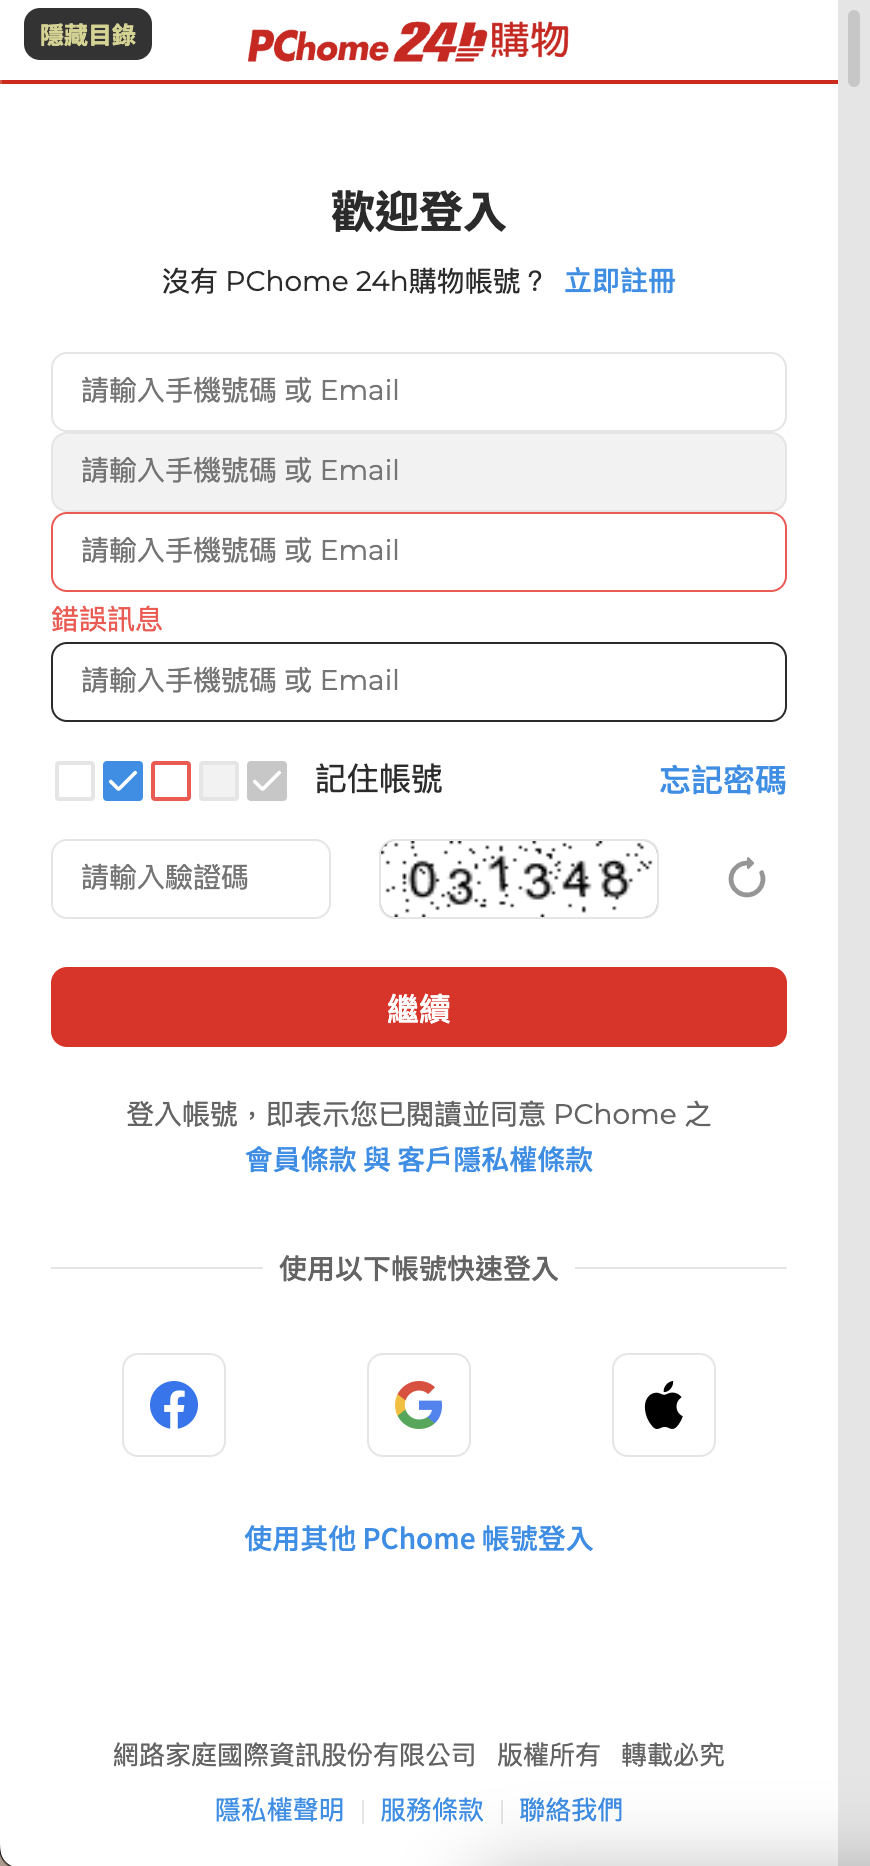 隱藏目錄
PChome 24h購物
歡迎登入
沒有 PChome 24h購物帳號？ 立即註冊
請輸入手機號碼 或 Email
請輸入手機號碼 或 Email
請輸入手機號碼 或 Email
錯誤訊息
請輸入手機號碼 或 Email
記住帳號 忘記密碼
請輸入驗證碼 031348
繼續
登入帳號，即表示您已閱讀並同意 PChome 之
會員條款 與 客戶隱私權條款
使用以下帳號快速登入
使用其他 PChome 帳號登入
網路家庭國際資訊股份有限公司 版權所有 轉載必究
隱私權聲明 | 服務條款 | 聯絡我們